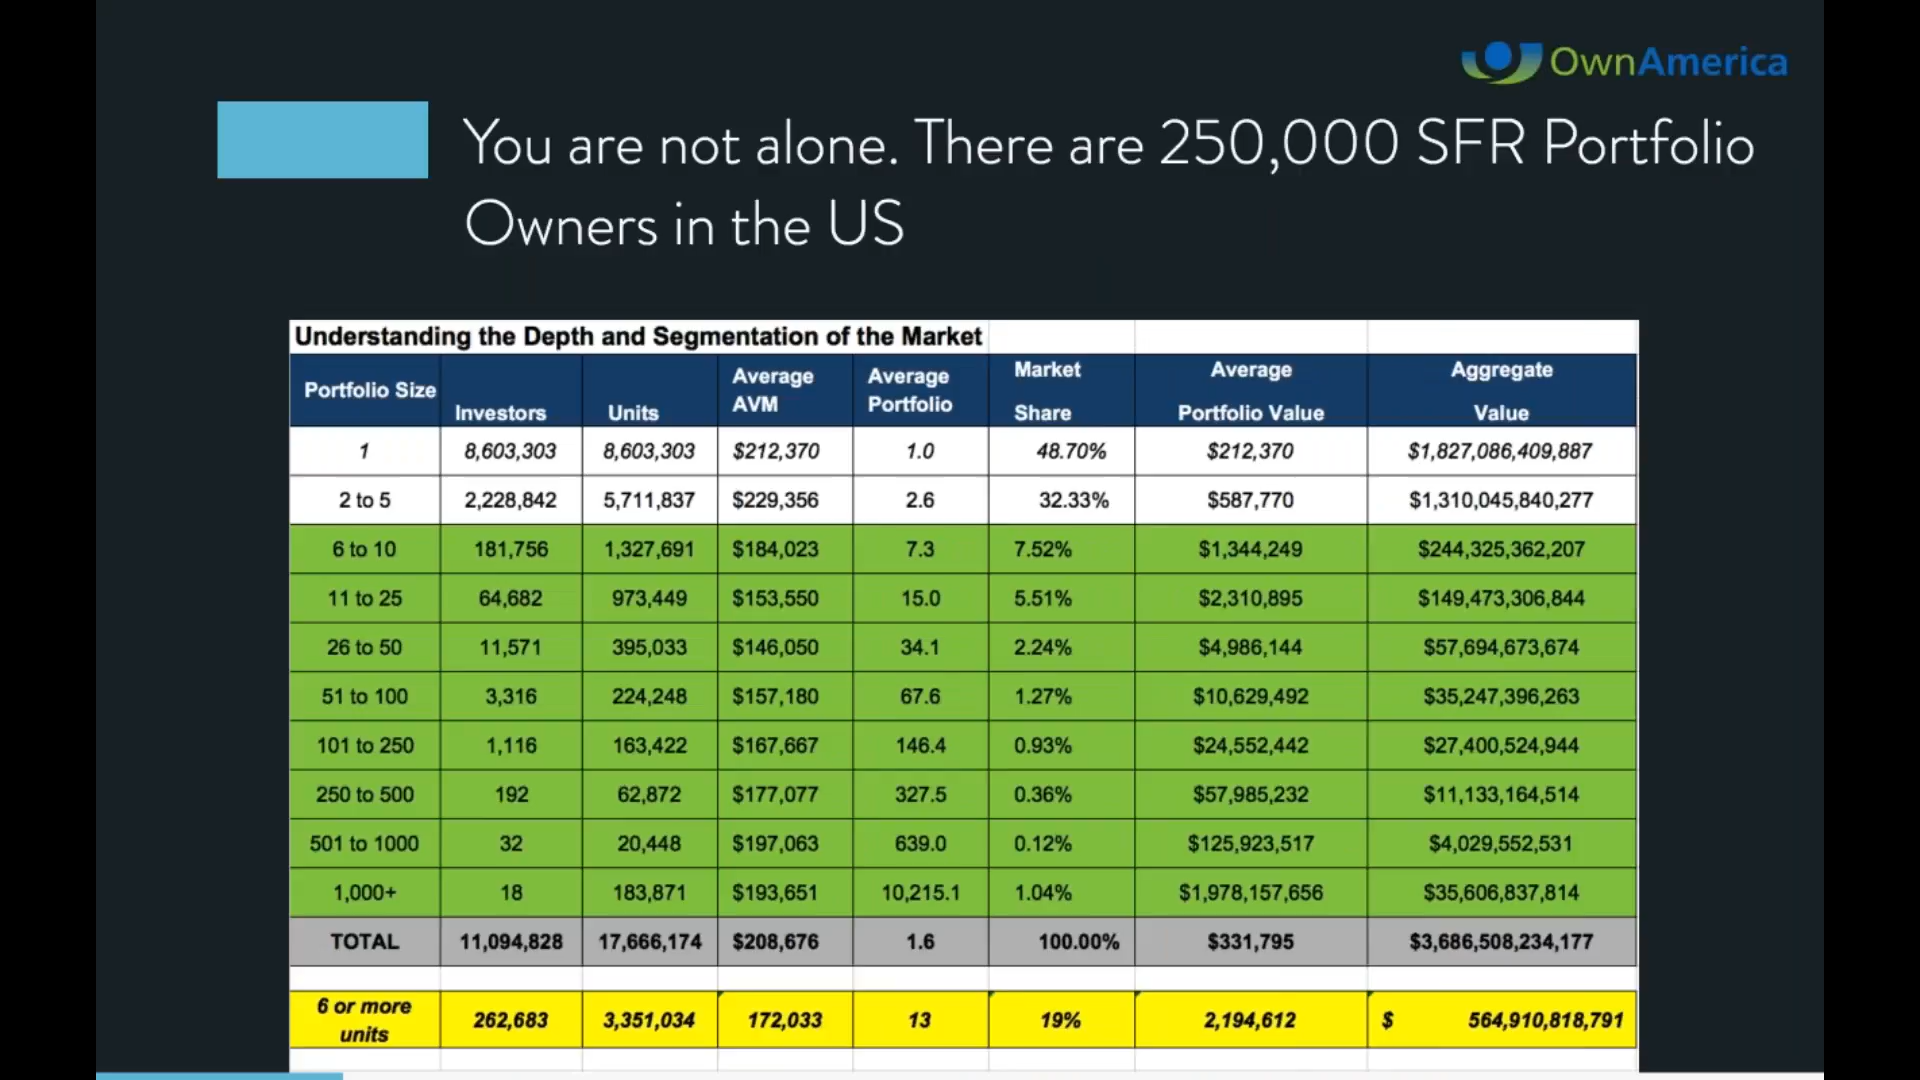 OwnAmerica
You are not alone. There are 250,000 SFR Portfolio
Owners in the US
Understanding the Depth and Segmentation of the Market
Portfolio Size Investors Units Average AVM Average Portfolio Market Share Average Portfolio Value Aggregate Value
1 8,603,303 8,603,303 $212,370 1.0 48.70% $212,370 $1,827,086,409,887
2 to 5 2,228,842 5,711,837 $229,356 2.6 32.33% $587,770 $1,310,045,840,277
6 to 10 181,756 1,327,691 $184,023 7.3 7.52% $1,344,249 $244,325,362,207
11 to 25 64,682 973,449 $153,550 15.0 5.51% $2,310,895 $149,473,306,844
26 to 50 11,571 395,033 $146,050 34.1 2.24% $4,986,144 $57,694,673,674
51 to 100 3,316 224,248 $157,180 67.6 1.27% $10,629,492 $35,247,396,263
101 to 250 1,116 163,422 $167,667 146.4 0.93% $24,552,442 $27,400,524,944
250 to 500 192 62,872 $177,077 327.5 0.36% $57,985,232 $11,133,164,514
501 to 1000 32 20,448 $197,063 639.0 0.12% $125,923,517 $4,029,552,531
1,000+ 18 183,871 $193,651 10,215.1 1.04% $1,978,157,656 $35,606,837,814
TOTAL 11,094,828 17,666,174 $208,676 1.6 100.00% $331,795 $3,686,508,234,177
6 or more units 262,683 3,351,034 172,033 13 19% 2,194,612 $ 564,910,818,791